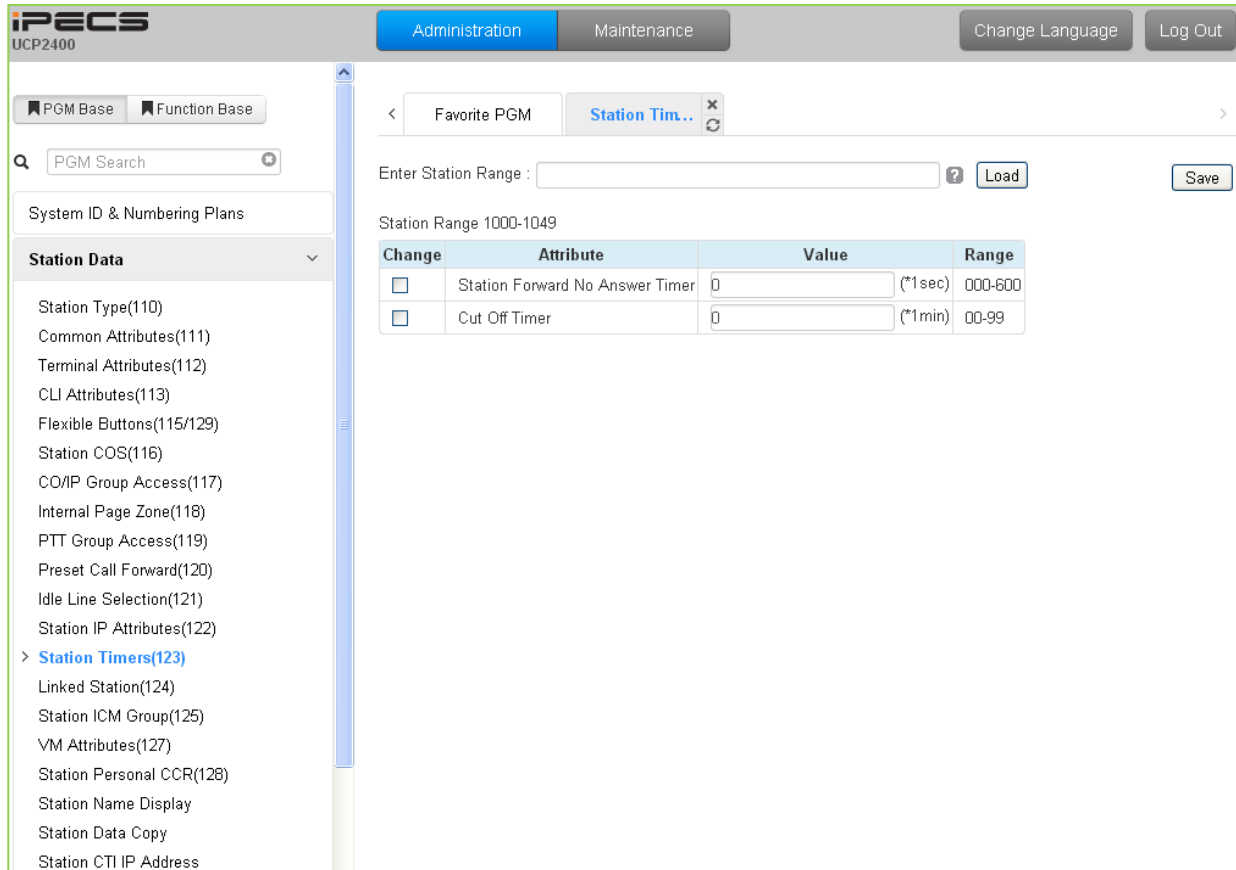 iPECS
UCP2400
Administration
Maintenance
Change Language
Log Out
PGM Base
Function Base
PGM Search
System ID & Numbering Plans
Station Data
Station Type(110)
Common Attributes(111)
Terminal Attributes(112)
CLI Attributes(113)
Flexible Buttons(115/129)
Station COS(116)
CO/IP Group Access(117)
Internal Page Zone(118)
PTT Group Access(119)
Preset Call Forward(120)
Idle Line Selection(121)
Station IP Attributes(122)
> Station Timers(123)
Linked Station(124)
Station ICM Group(125)
VM Attributes(127)
Station Personal CCR(128)
Station Name Display
Station Data Copy
Station CTI IP Address
< Favorite PGM Station Tim... >
Enter Station Range : ? Load Save
Station Range 1000-1049
Change Attribute Value Range
Station Forward No Answer Timer 0 (*1sec) 000-600
Cut Off Timer 0 (*1min) 00-99